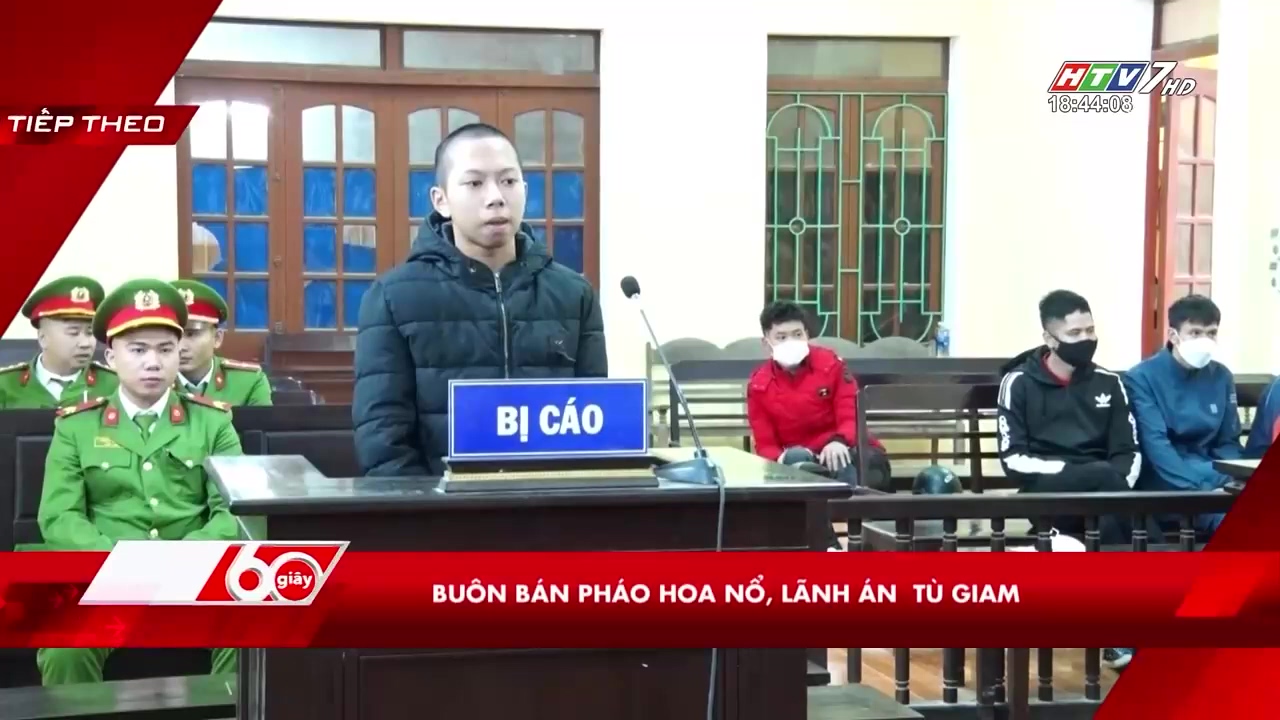 HTV7 HD
18:44:08
TIẾP THEO
BỊ CÁO
60 giây
BUÔN BÁN PHÁO HOA NỔ, LÃNH ÁN TÙ GIAM